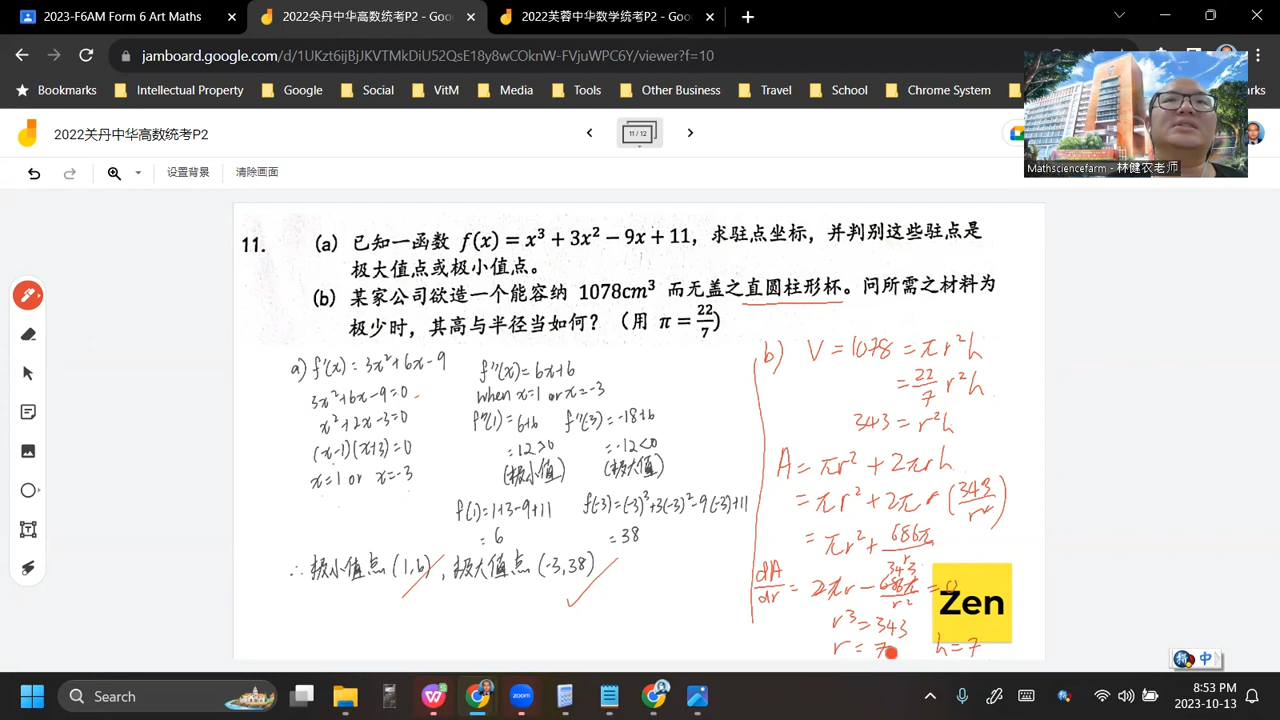 2023-F6AM Form 6 Art Maths
2022关丹中华高数统考P2 - Goo
2022芙蓉中华数学统考P2 - Goo
jamboard.google.com/d/1UKzt6ijBjJKVTMkDiU52QsE18y8wCOknW-FVjuWPC6Y/viewer?f=10
Bookmarks Intellectual Property Google Social VitM Media Tools Other Business Travel School Chrome System
Bookmarks
2022关丹中华高数统考P2
11 / 12
Mathsciencefarm - 林健农老师
设置背景 清除画面
11. (a) 已知一函数 f(x) = x³ + 3x² − 9x + 11，求驻点坐标，并判别这些驻点是
极大值点或极小值点。
(b) 某家公司欲造一个能容纳 1078cm³ 而无盖之直圆柱形杯。问所需之材料为
极少时，其高与半径当如何？（用 π = 22/7）
a) f'(x) = 3x²+6x-9
3x²+6x-9=0
x²+2x-3=0
(x-1)(x+3)=0
x=1 or x=-3
f''(x)=6x+6
when x=1 or x=-3
f''(1)=6+6 f''(3)=-18+6
=12>0 =-12<0
(极小值) (极大值)
f(1)=1+3-9+11 f(-3)=(-3)³+3(-3)²-9(-3)+11
=6 =38
∴ 极小值点 (1,6), 极大值点 (-3,38)
b) V = 1078 = πr²h
= 22/7 r²h
343 = r²h
A = πr² + 2πrh
= πr² + 2πr (343/r²)
= πr² + 686π/r
343
dA/dr = 2πr - 686π/r² = 0
r³ = 343
r = 7 h = 7
Zen
中
Search
8:53 PM
2023-10-13